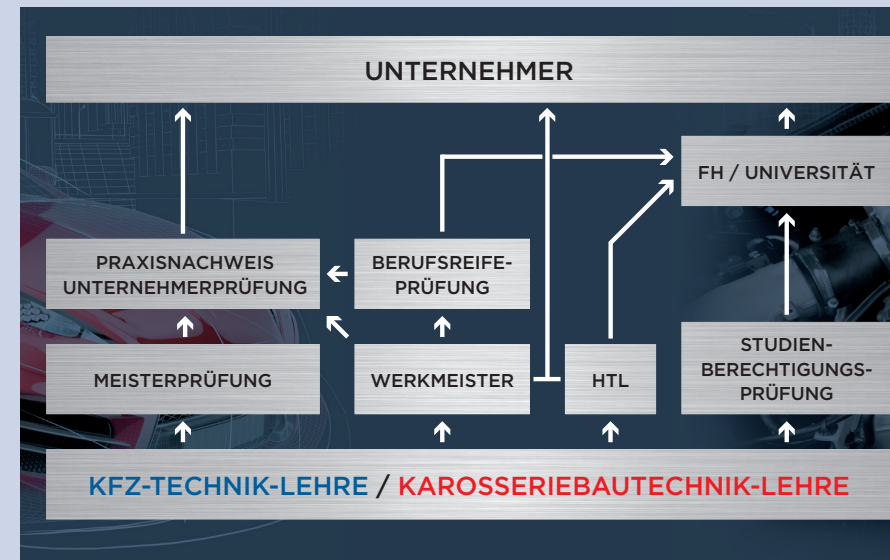 UNTERNEHMER
FH / UNIVERSITÄT
PRAXISNACHWEIS
UNTERNEHMERPRÜFUNG
BERUFSREIFE-
PRÜFUNG
MEISTERPRÜFUNG
WERKMEISTER
HTL
STUDIEN-
BERECHTIGUNGS-
PRÜFUNG
KFZ-TECHNIK-LEHRE / KAROSSERIEBAUTECHNIK-LEHRE